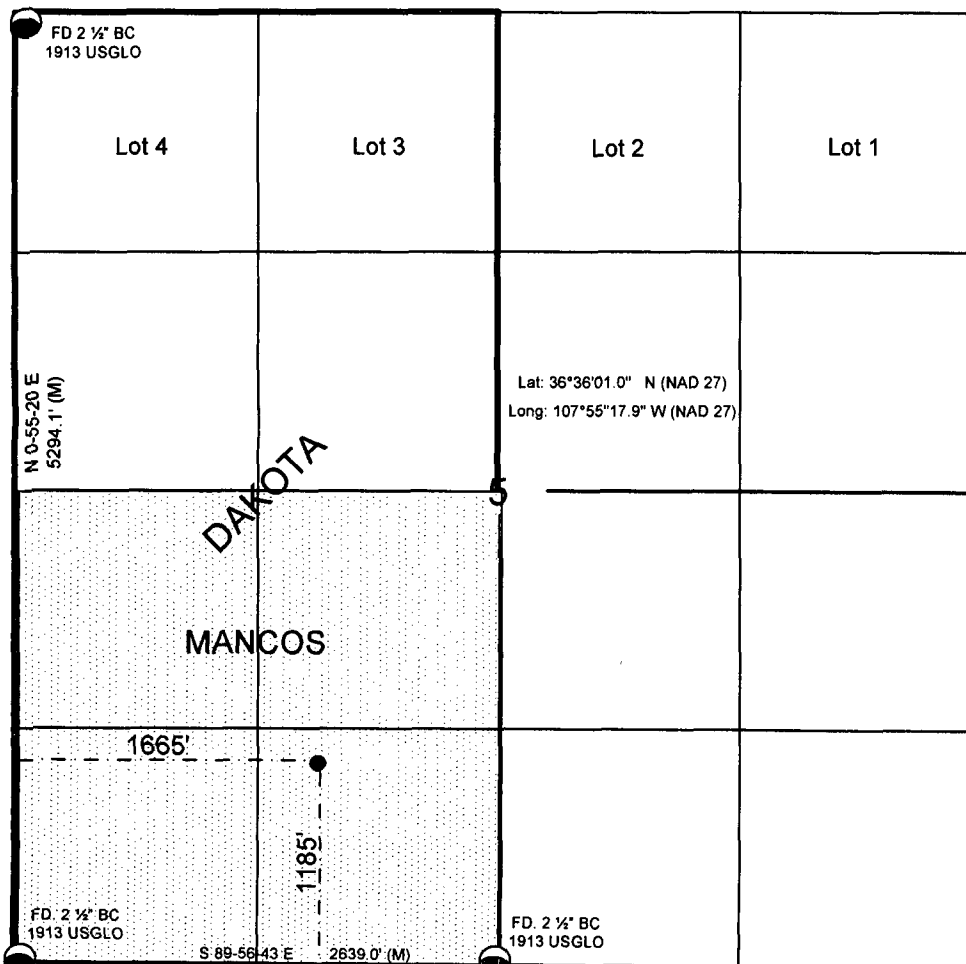 FD 2 ½" BC
1913 USGLO
Lot 4
Lot 3
Lot 2
Lot 1
N 0-55-20 E
5294.1' (M)
Lat: 36°36'01.0" N (NAD 27)
Long: 107°55"17.9" W (NAD 27)
DAKOTA
5
MANCOS
1665'
1185'
FD. 2 ½" BC
1913 USGLO
S 89-56-43 E 2639.0' (M)
FD. 2 ½" BC
1913 USGLO